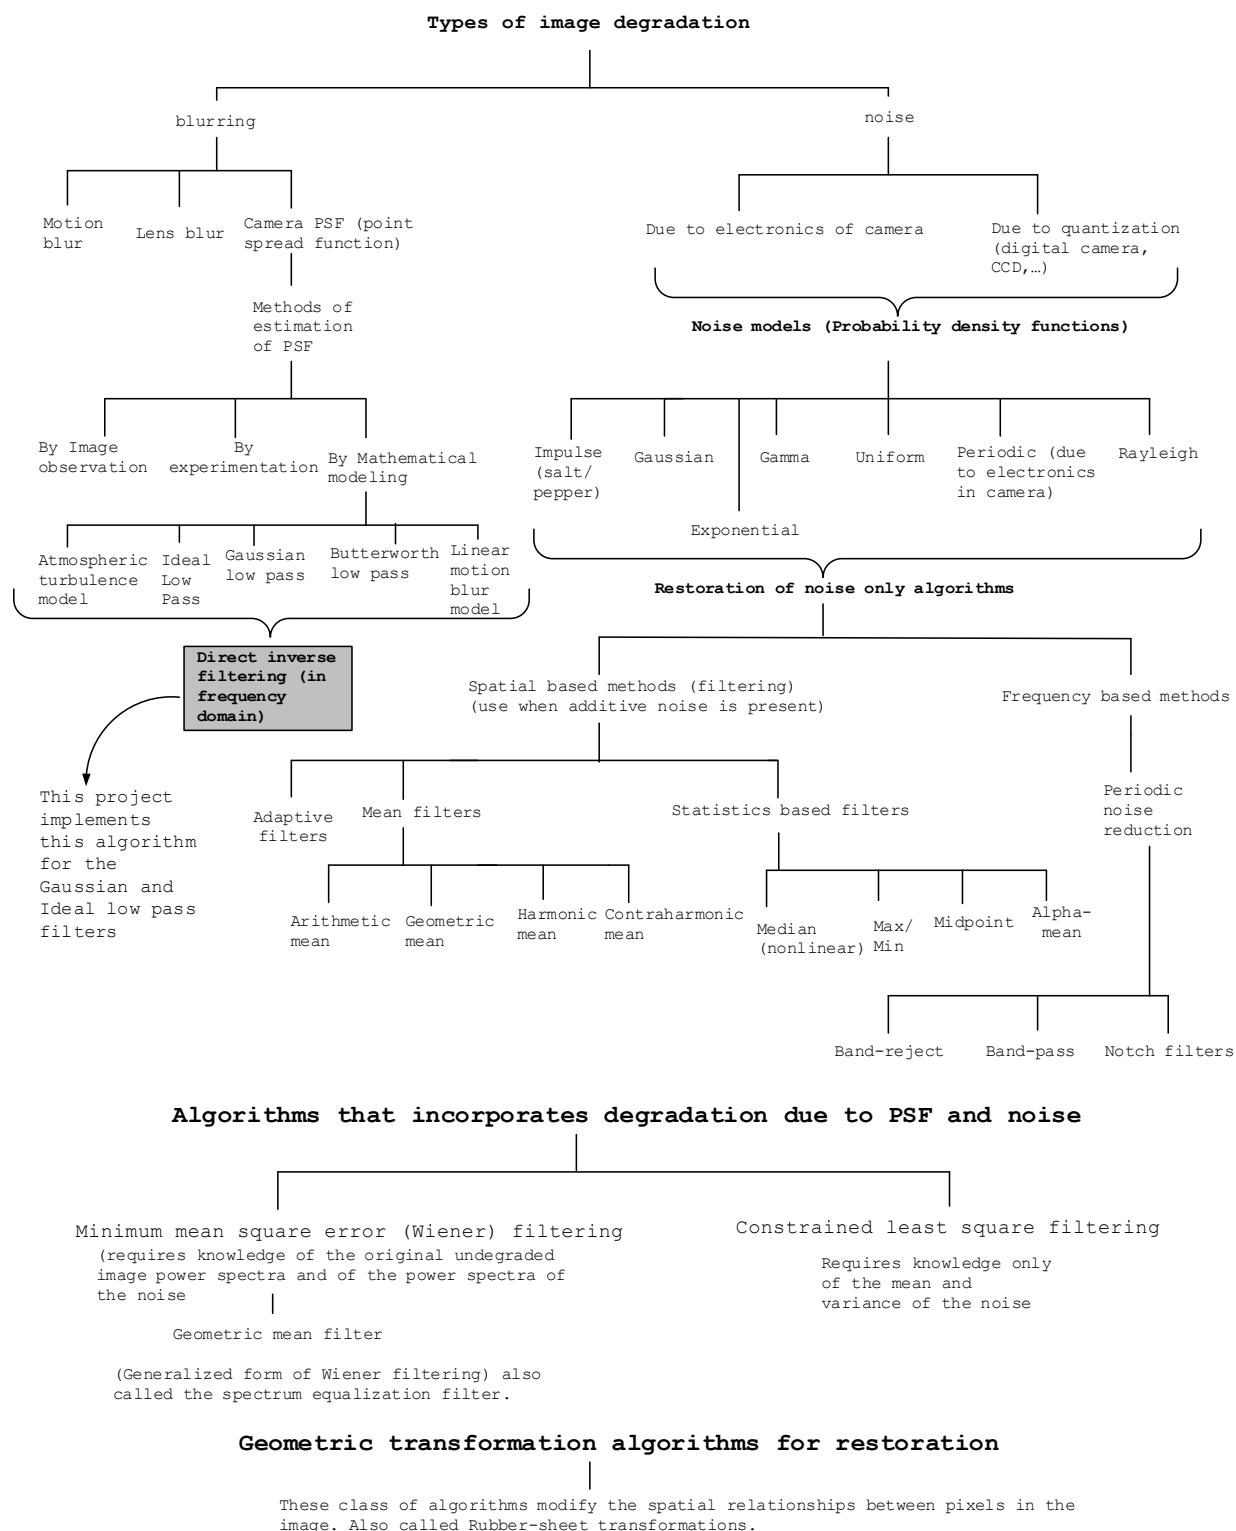 Types of image degradation
blurring
noise
Motion
blur
Lens blur
Camera PSF (point
spread function)
Due to electronics of camera
Due to quantization
(digital camera,
CCD,…)
Methods of
estimation
of PSF
Noise models (Probability density functions)
By Image
observation
By
experimentation
By Mathematical
modeling
Impulse
(salt/
pepper)
Gaussian
Exponential
Gamma
Uniform
Periodic (due
to electronics
in camera)
Rayleigh
Atmospheric
turbulence
model
Ideal
Low
Pass
Gaussian
low pass
Butterworth
low pass
Linear
motion
blur
model
Restoration of noise only algorithms
Direct inverse
filtering (in
frequency
domain)
Spatial based methods (filtering)
(use when additive noise is present)
Frequency based methods
This project
implements
this algorithm
for the
Gaussian and
Ideal low pass
filters
Adaptive
filters
Mean filters
Statistics based filters
Periodic
noise
reduction
Arithmetic
mean
Geometric
mean
Harmonic
mean
Contraharmonic
mean
Median
(nonlinear)
Max/
Min
Midpoint
Alpha-
mean
Band-reject
Band-pass
Notch filters
Algorithms that incorporates degradation due to PSF and noise
Minimum mean square error (Wiener) filtering
(requires knowledge of the original undegraded
image power spectra and of the power spectra of
the noise
Geometric mean filter
(Generalized form of Wiener filtering) also
called the spectrum equalization filter.
Constrained least square filtering
Requires knowledge only
of the mean and
variance of the noise
Geometric transformation algorithms for restoration
These class of algorithms modify the spatial relationships between pixels in the
image. Also called Rubber-sheet transformations.